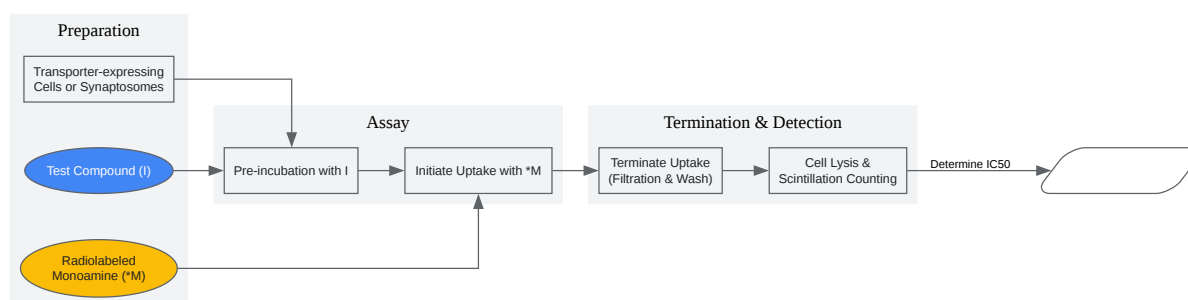 Preparation
Transporter-expressing
Cells or Synaptosomes
Test Compound (I)
Radiolabeled
Monoamine (*M)
Assay
Pre-incubation with I
Initiate Uptake with *M
Termination & Detection
Terminate Uptake
(Filtration & Wash)
Cell Lysis &
Scintillation Counting
Determine IC50